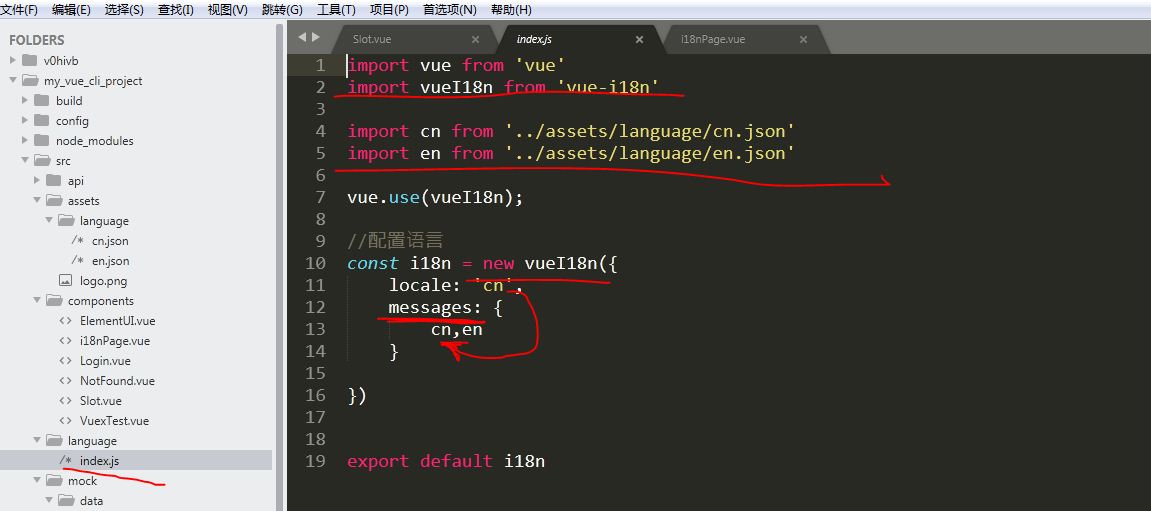 文件(F) 编辑(E) 选择(S) 查找(I) 视图(V) 跳转(G) 工具(T) 项目(P) 首选项(N) 帮助(H)
FOLDERS
v0hivb
my_vue_cli_project
build
config
node_modules
src
api
assets
language
/* cn.json
/* en.json
logo.png
components
<> ElementUI.vue
<> i18nPage.vue
<> Login.vue
<> NotFound.vue
<> Slot.vue
<> VuexTest.vue
language
/* index.js
mock
data
Slot.vue × index.js × i18nPage.vue ×
1 import vue from 'vue'
2 import vueI18n from 'vue-i18n'
3
4 import cn from '../assets/language/cn.json'
5 import en from '../assets/language/en.json'
6
7 vue.use(vueI18n);
8
9 //配置语言
10 const i18n = new vueI18n({
11 locale: 'cn',
12 messages: {
13 cn,en
14 }
15
16 })
17
18
19 export default i18n